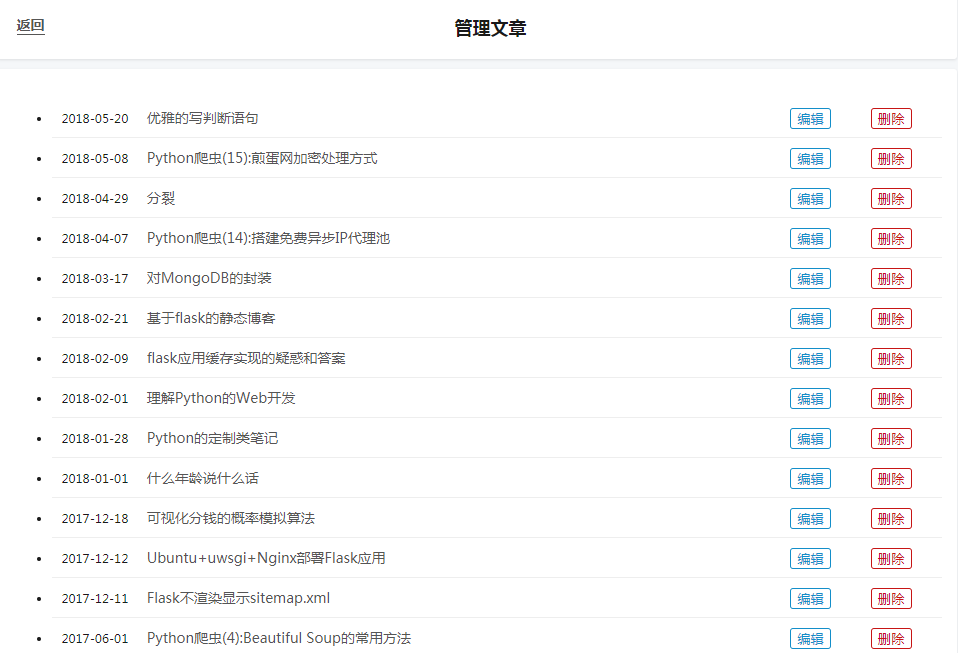 返回
管理文章
2018-05-20 优雅的写判断语句 编辑 删除
2018-05-08 Python爬虫(15):煎蛋网加密处理方式 编辑 删除
2018-04-29 分裂 编辑 删除
2018-04-07 Python爬虫(14):搭建免费异步IP代理池 编辑 删除
2018-03-17 对MongoDB的封装 编辑 删除
2018-02-21 基于flask的静态博客 编辑 删除
2018-02-09 flask应用缓存实现的疑惑和答案 编辑 删除
2018-02-01 理解Python的Web开发 编辑 删除
2018-01-28 Python的定制类笔记 编辑 删除
2018-01-01 什么年龄说什么话 编辑 删除
2017-12-18 可视化分钱的概率模拟算法 编辑 删除
2017-12-12 Ubuntu+uwsgi+Nginx部署Flask应用 编辑 删除
2017-12-11 Flask不渲染显示sitemap.xml 编辑 删除
2017-06-01 Python爬虫(4):Beautiful Soup的常用方法 编辑 删除